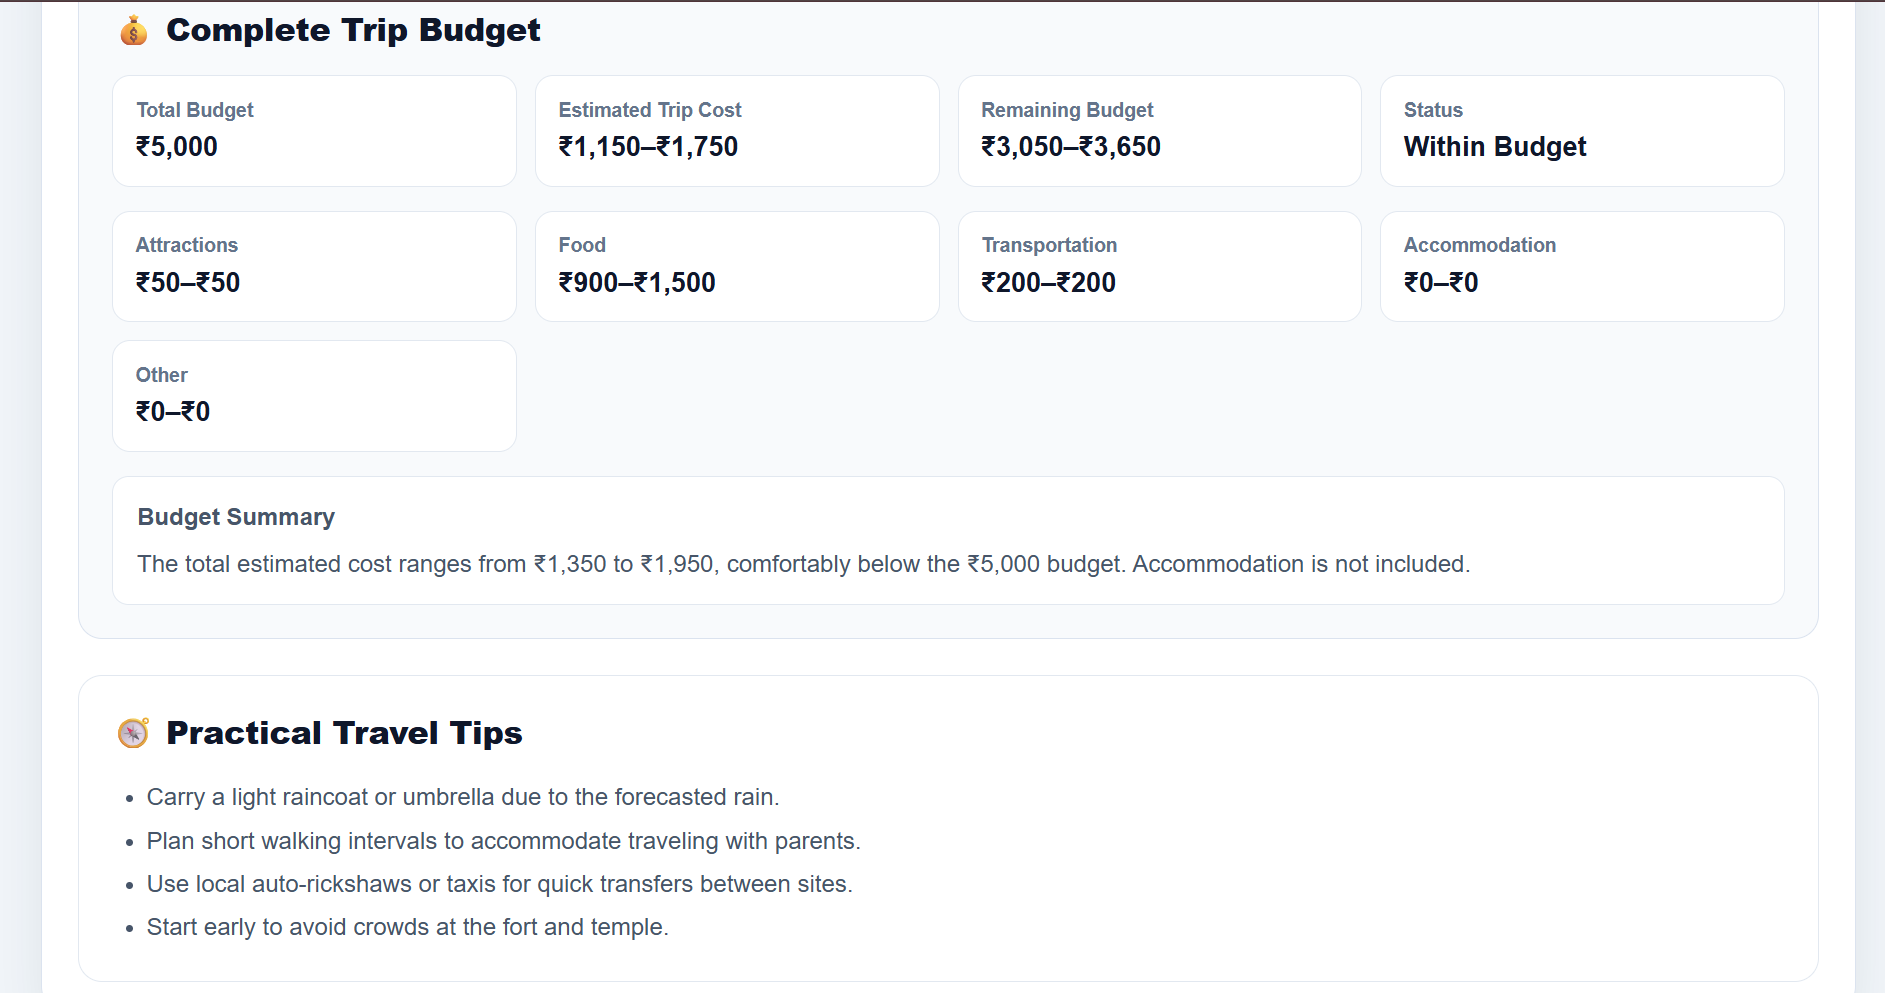 Complete Trip Budget
Total Budget
₹5,000
Estimated Trip Cost
₹1,150–₹1,750
Remaining Budget
₹3,050–₹3,650
Status
Within Budget
Attractions
₹50–₹50
Food
₹900–₹1,500
Transportation
₹200–₹200
Accommodation
₹0–₹0
Other
₹0–₹0
Budget Summary
The total estimated cost ranges from ₹1,350 to ₹1,950, comfortably below the ₹5,000 budget. Accommodation is not included.
Practical Travel Tips
• Carry a light raincoat or umbrella due to the forecasted rain.
• Plan short walking intervals to accommodate traveling with parents.
• Use local auto-rickshaws or taxis for quick transfers between sites.
• Start early to avoid crowds at the fort and temple.